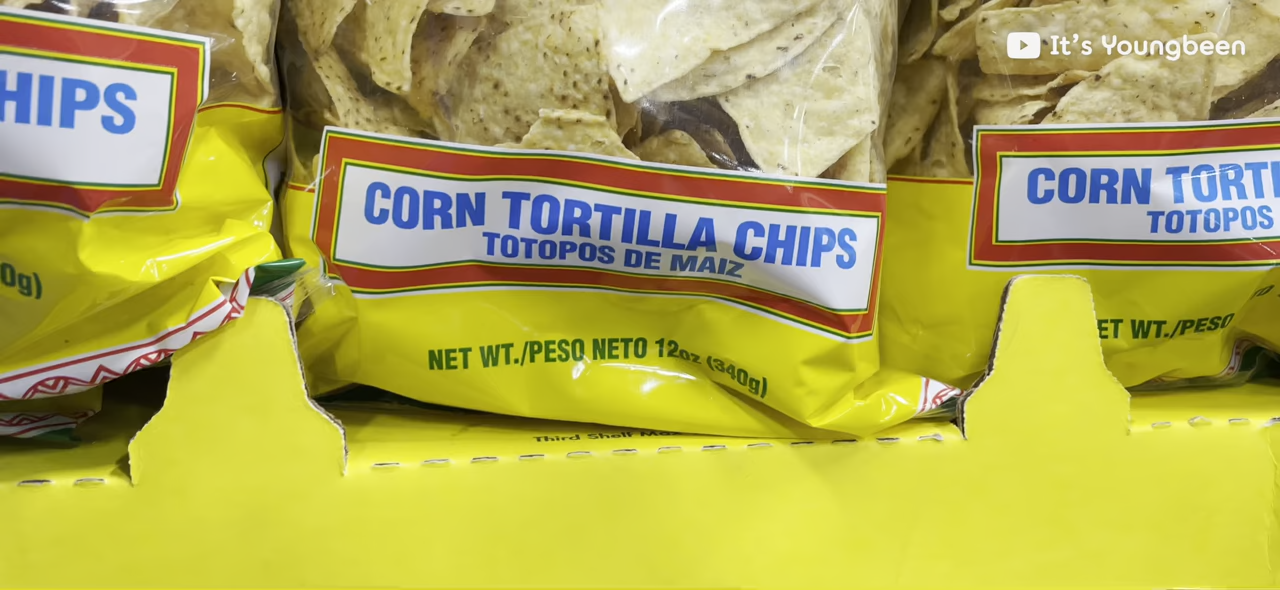 It's Youngbeen
HIPS
CORN TORTILLA CHIPS
TOTOPOS DE MAIZ
CORN TORTI
TOTOPOS
0g)
NET WT./PESO NETO 12oz (340g)
ET WT./PESO
Third Shelf